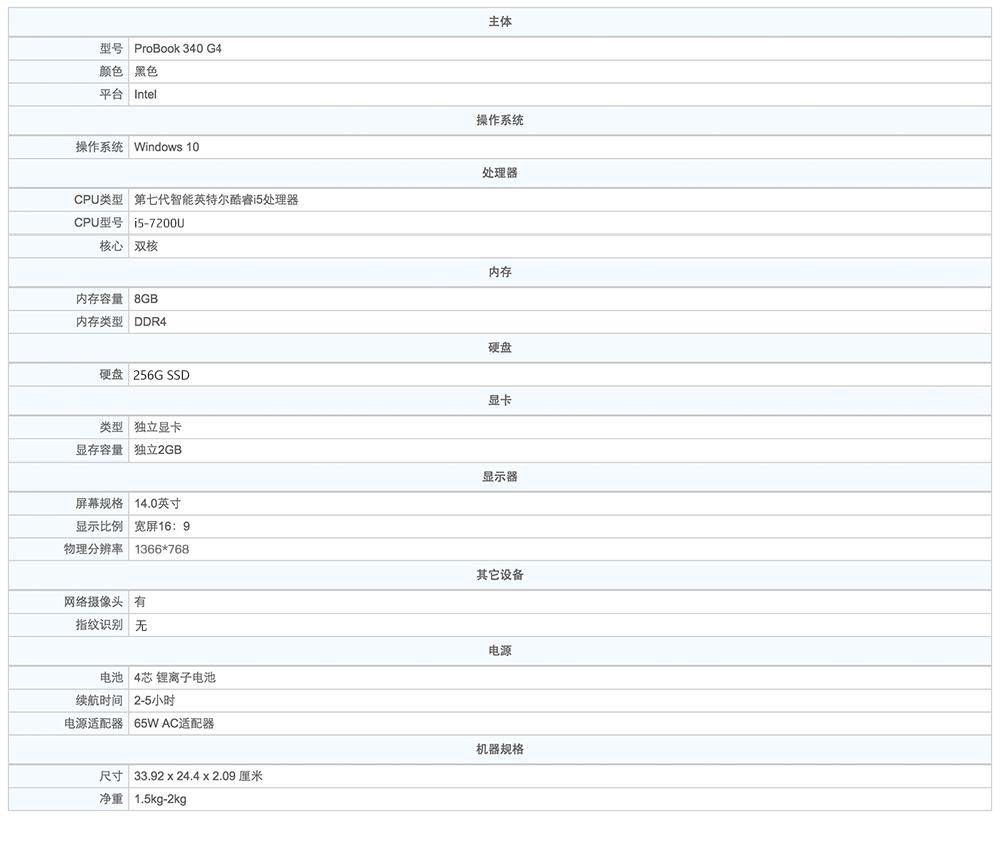 主体
型号 ProBook 340 G4
颜色 黑色
平台 Intel
操作系统
操作系统 Windows 10
处理器
CPU类型 第七代智能英特尔酷睿i5处理器
CPU型号 i5-7200U
核心 双核
内存
内存容量 8GB
内存类型 DDR4
硬盘
硬盘 256G SSD
显卡
类型 独立显卡
显存容量 独立2GB
显示器
屏幕规格 14.0英寸
显示比例 宽屏16：9
物理分辨率 1366*768
其它设备
网络摄像头 有
指纹识别 无
电源
电池 4芯 锂离子电池
续航时间 2-5小时
电源适配器 65W AC适配器
机器规格
尺寸 33.92 x 24.4 x 2.09 厘米
净重 1.5kg-2kg